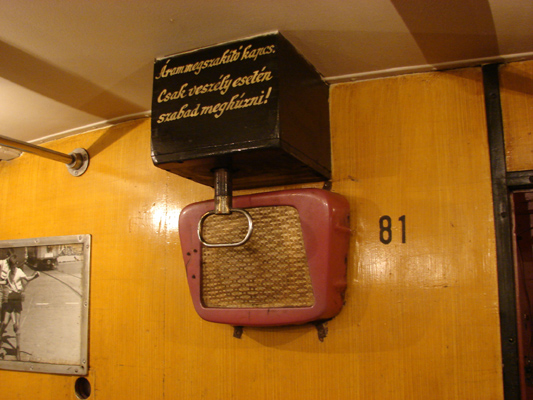 Árammegszakító kapcs.
Csak veszély esetén
szabad meghúzni!
81